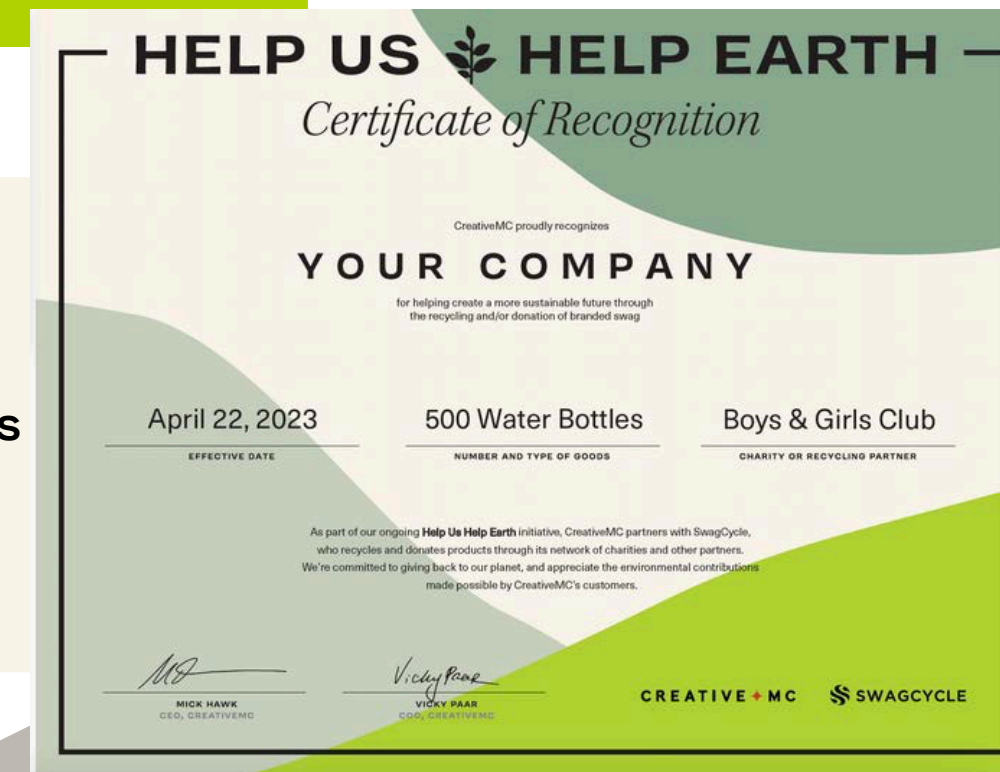 HELP US HELP EARTH
Certificate of Recognition
CreativeMC proudly recognizes
YOUR COMPANY
for helping create a more sustainable future through
the recycling and/or donation of branded swag
s
April 22, 2023 500 Water Bottles Boys & Girls Club
EFFECTIVE DATE NUMBER AND TYPE OF GOODS CHARITY OR RECYCLING PARTNER
As part of our ongoing Help Us Help Earth initiative, CreativeMC partners with SwagCycle,
who recycles and donates products through its network of charities and other partners.
We're committed to giving back to our planet, and appreciate the environmental contributions
made possible by CreativeMC's customers.
Vicky Paar
MICK HAWK VICKY PAAR
CEO, CREATIVEMC COO, CREATIVEMC
CREATIVE MC SWAGCYCLE